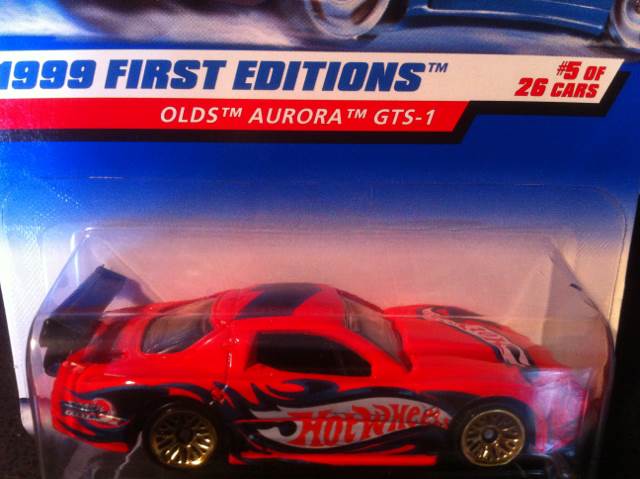 1999 FIRST EDITIONS™
#5 OF
26 CARS
OLDS™ AURORA™ GTS-1
HOT WHEELS